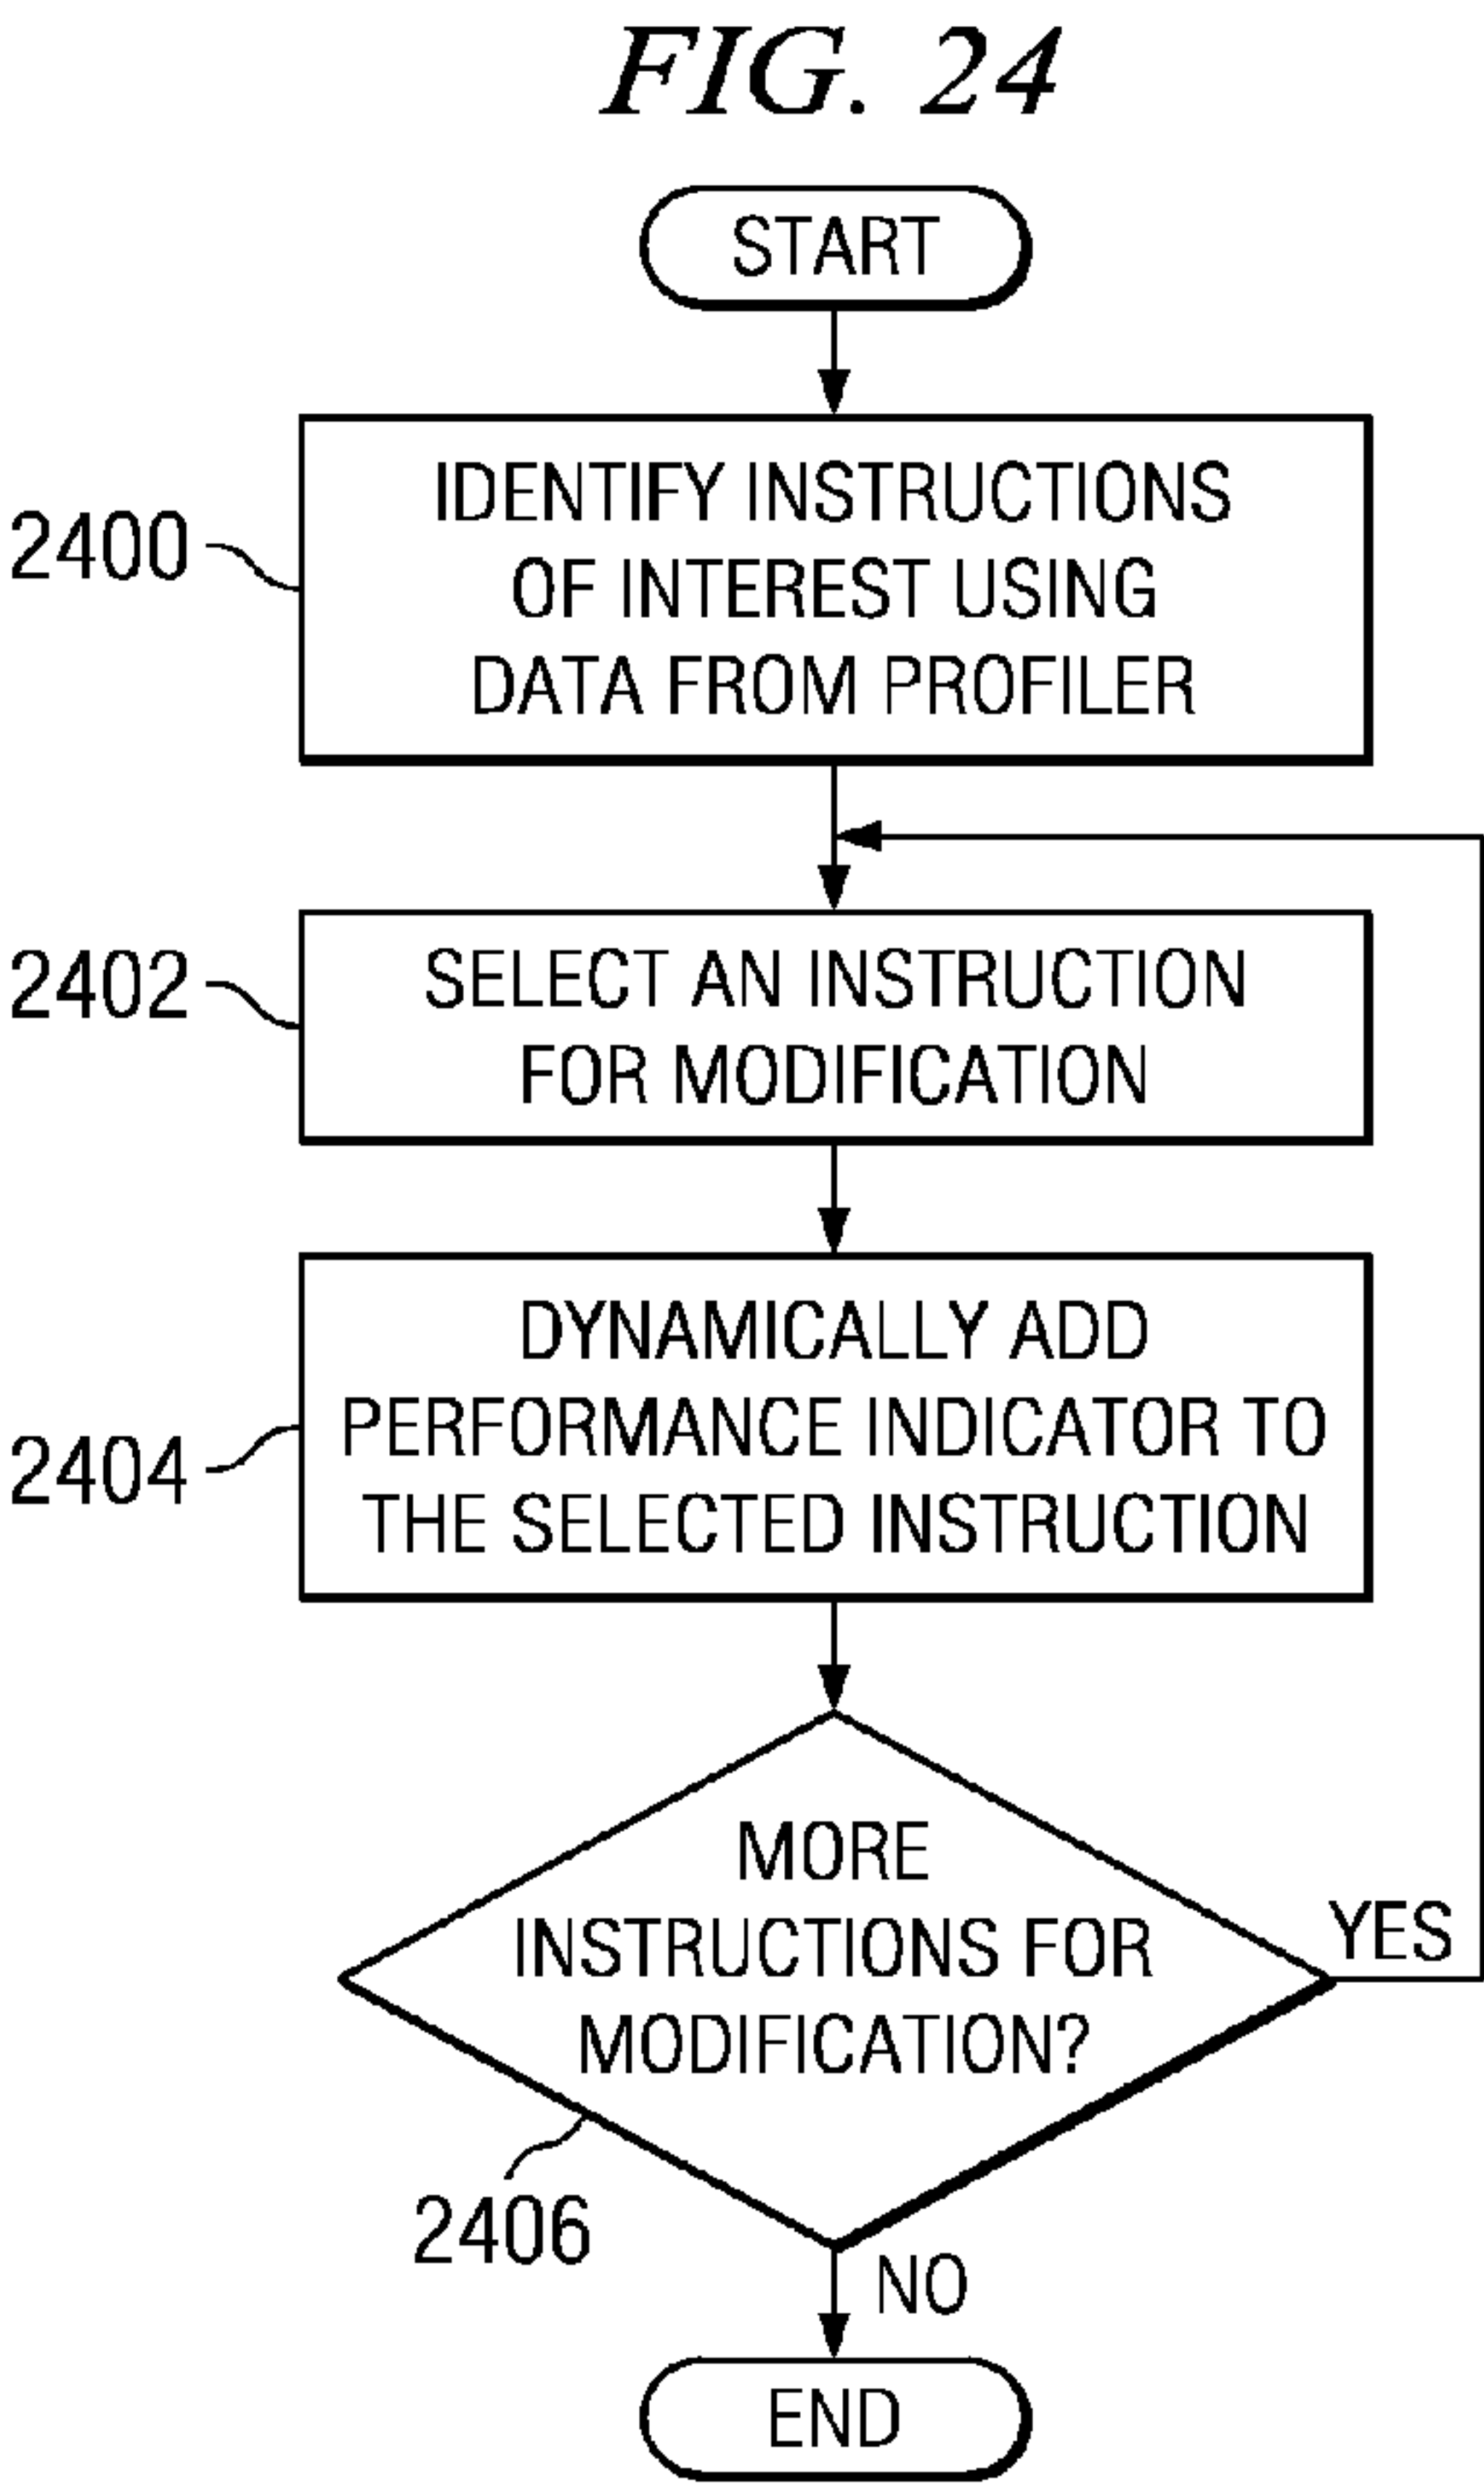 FIG. 24
START
2400
IDENTIFY INSTRUCTIONS
OF INTEREST USING
DATA FROM PROFILER
2402
SELECT AN INSTRUCTION
FOR MODIFICATION
2404
DYNAMICALLY ADD
PERFORMANCE INDICATOR TO
THE SELECTED INSTRUCTION
MORE
INSTRUCTIONS FOR
MODIFICATION?
YES
2406
NO
END